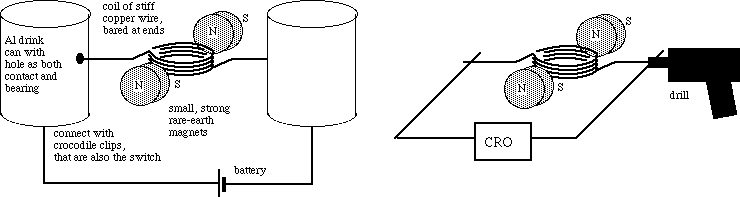 coil of stiff
copper wire,
bared at ends
S
N
Al drink
can with
hole as both
contact and
bearing
N
S
small, strong
rare-earth
magnets
connect with
crocodile clips,
that are also the switch
battery
S
N
N
S
drill
CRO